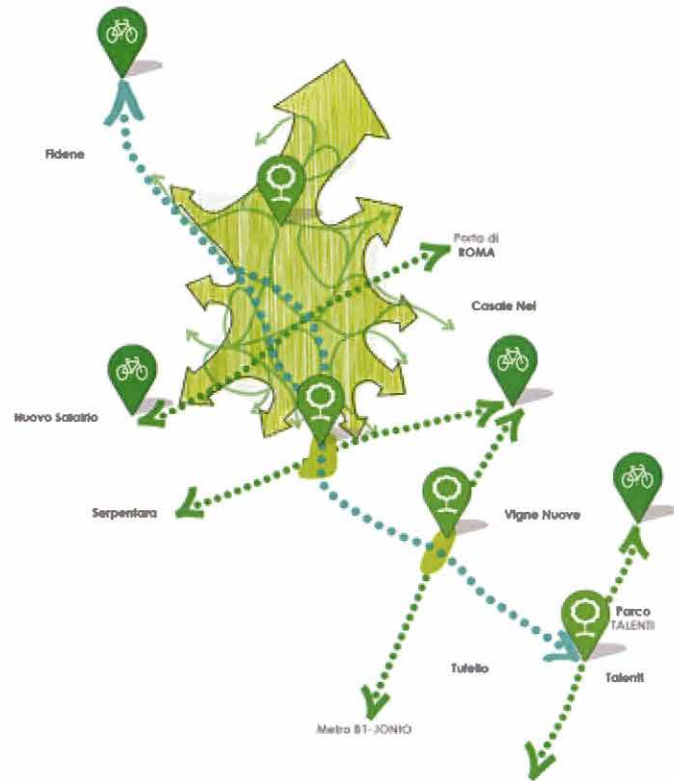 Fidene
Porta di
ROMA
Casale Nei
Nuovo Salario
Serpentara
Vigne Nuove
Parco
TALENTI
Tufello
Talenti
Metro B1-JONIO